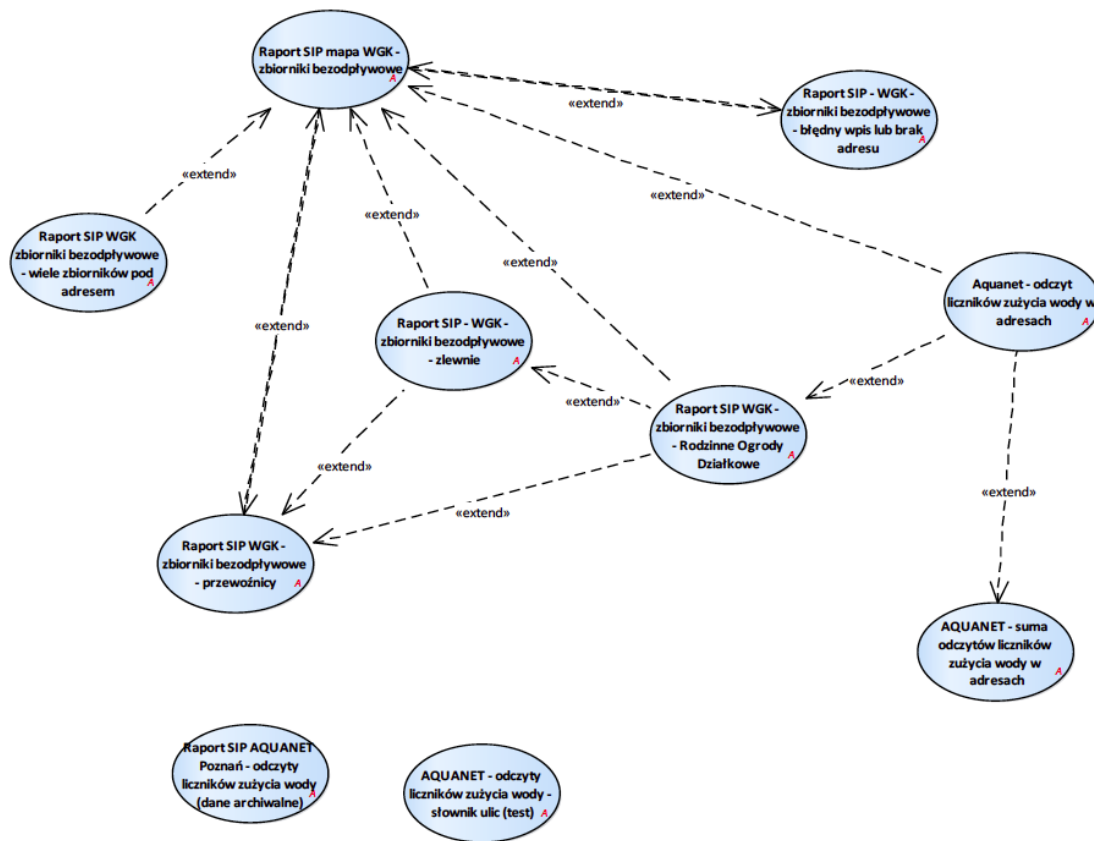 Raport SIP mapa WGK -
zbiorniki bezodpływowe
A
«extend»
Raport SIP - WGK -
zbiorniki bezodpływowe
- błędny wpis lub brak
adresu
A
«extend»
«extend»
«extend»
Raport SIP WGK
zbiorniki bezodpływowe
- wiele zbiorników pod
adresem
A
«extend»
Aquanet - odczyt
liczników zużycia wody w
adresach
A
«extend»
Raport SIP - WGK -
zbiorniki bezodpływowe
- zlewnie
A
«extend»
«extend»
Raport SIP WGK -
zbiorniki bezodpływowe
- Rodzinne Ogrody
Działkowe
A
«extend»
«extend»
«extend»
Raport SIP WGK -
zbiorniki bezodpływowe
- przewoźnicy
A
AQUANET - suma
odczytów liczników
zużycia wody w
adresach
A
Raport SIP AQUANET
Poznań - odczyty
liczników zużycia wody
(dane archiwalne)
A
AQUANET - odczyty
liczników zużycia wody -
słownik ulic (test)
A